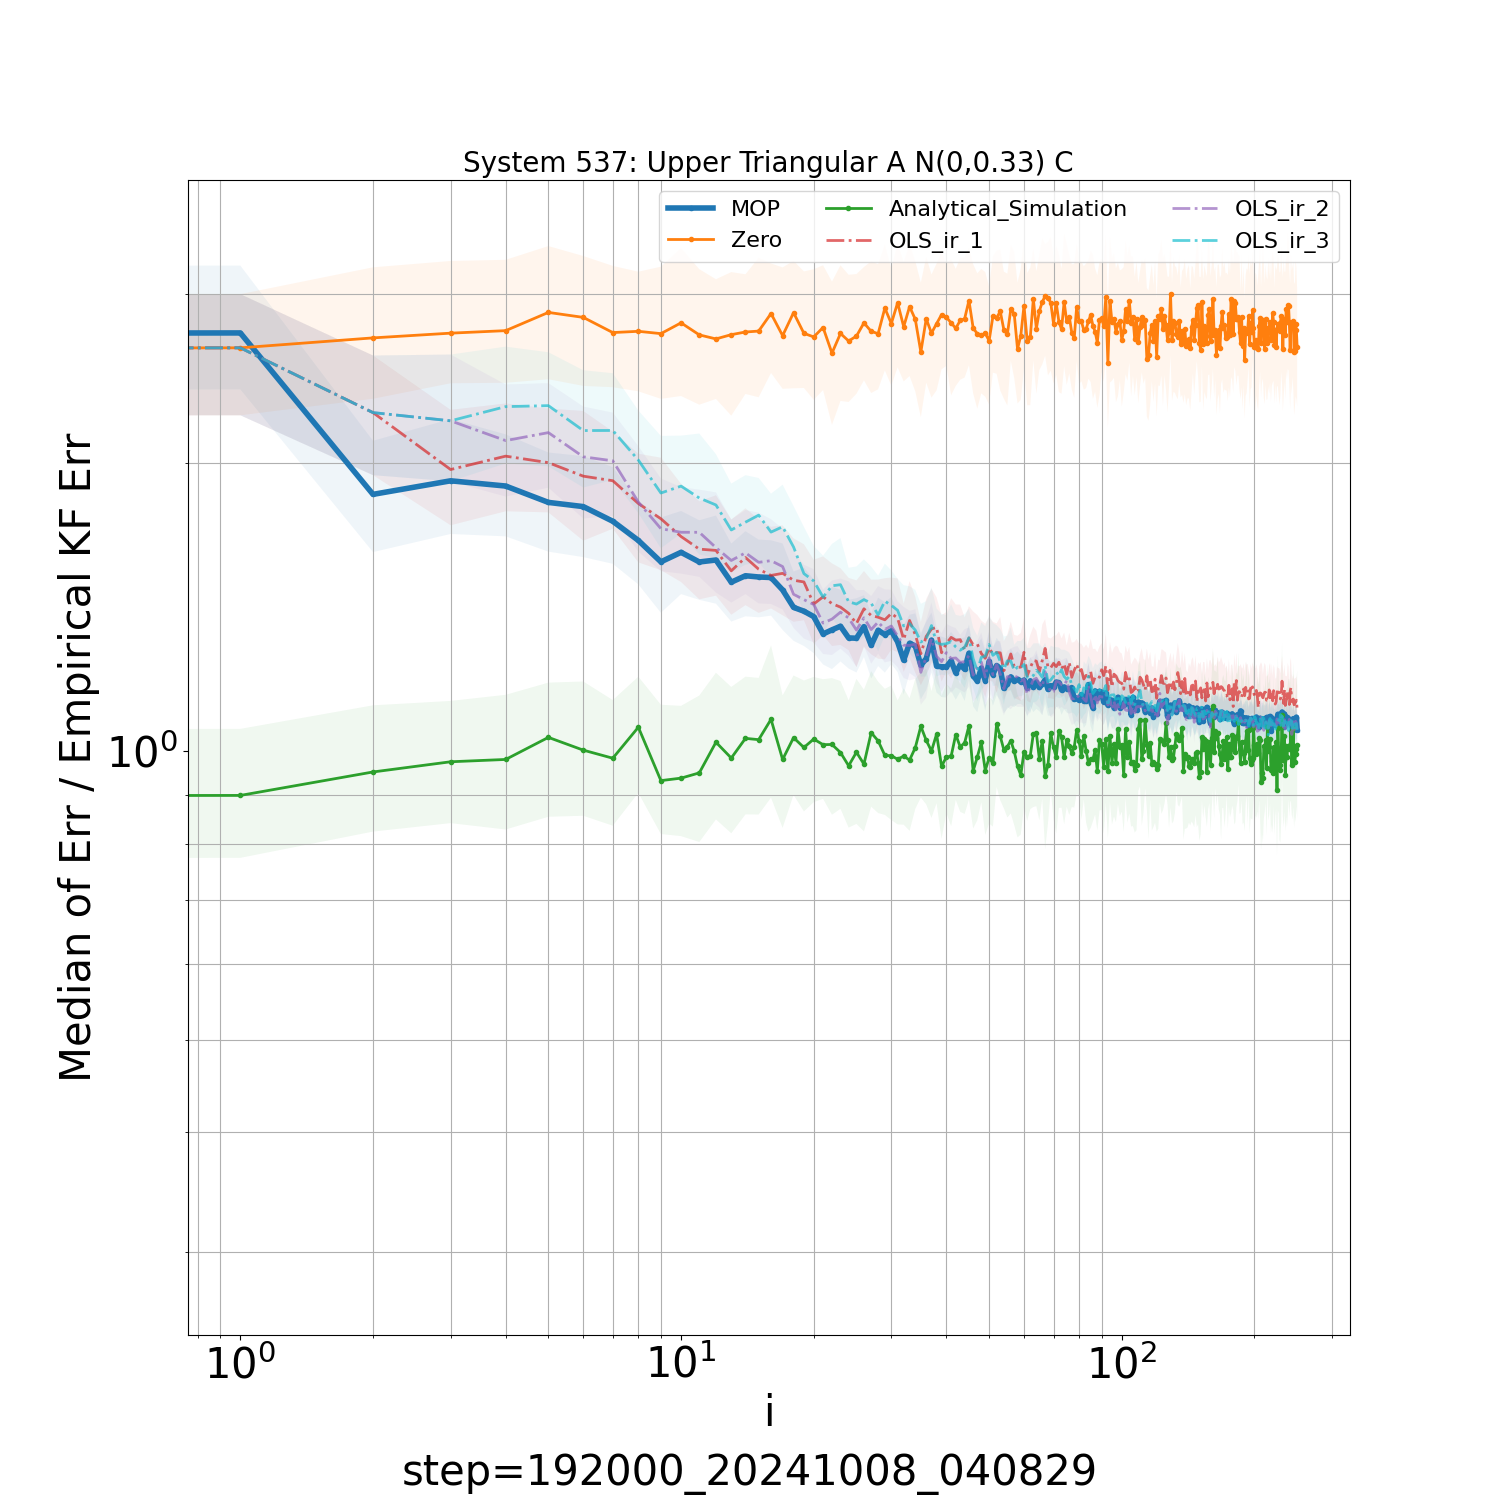 System 537: Upper Triangular A N(0,0.33) C
MOP
Zero
Analytical_Simulation
OLS_ir_1
OLS_ir_2
OLS_ir_3
Median of Err / Empirical KF Err
10⁰
10⁰
10¹
10²
i
step=192000_20241008_040829